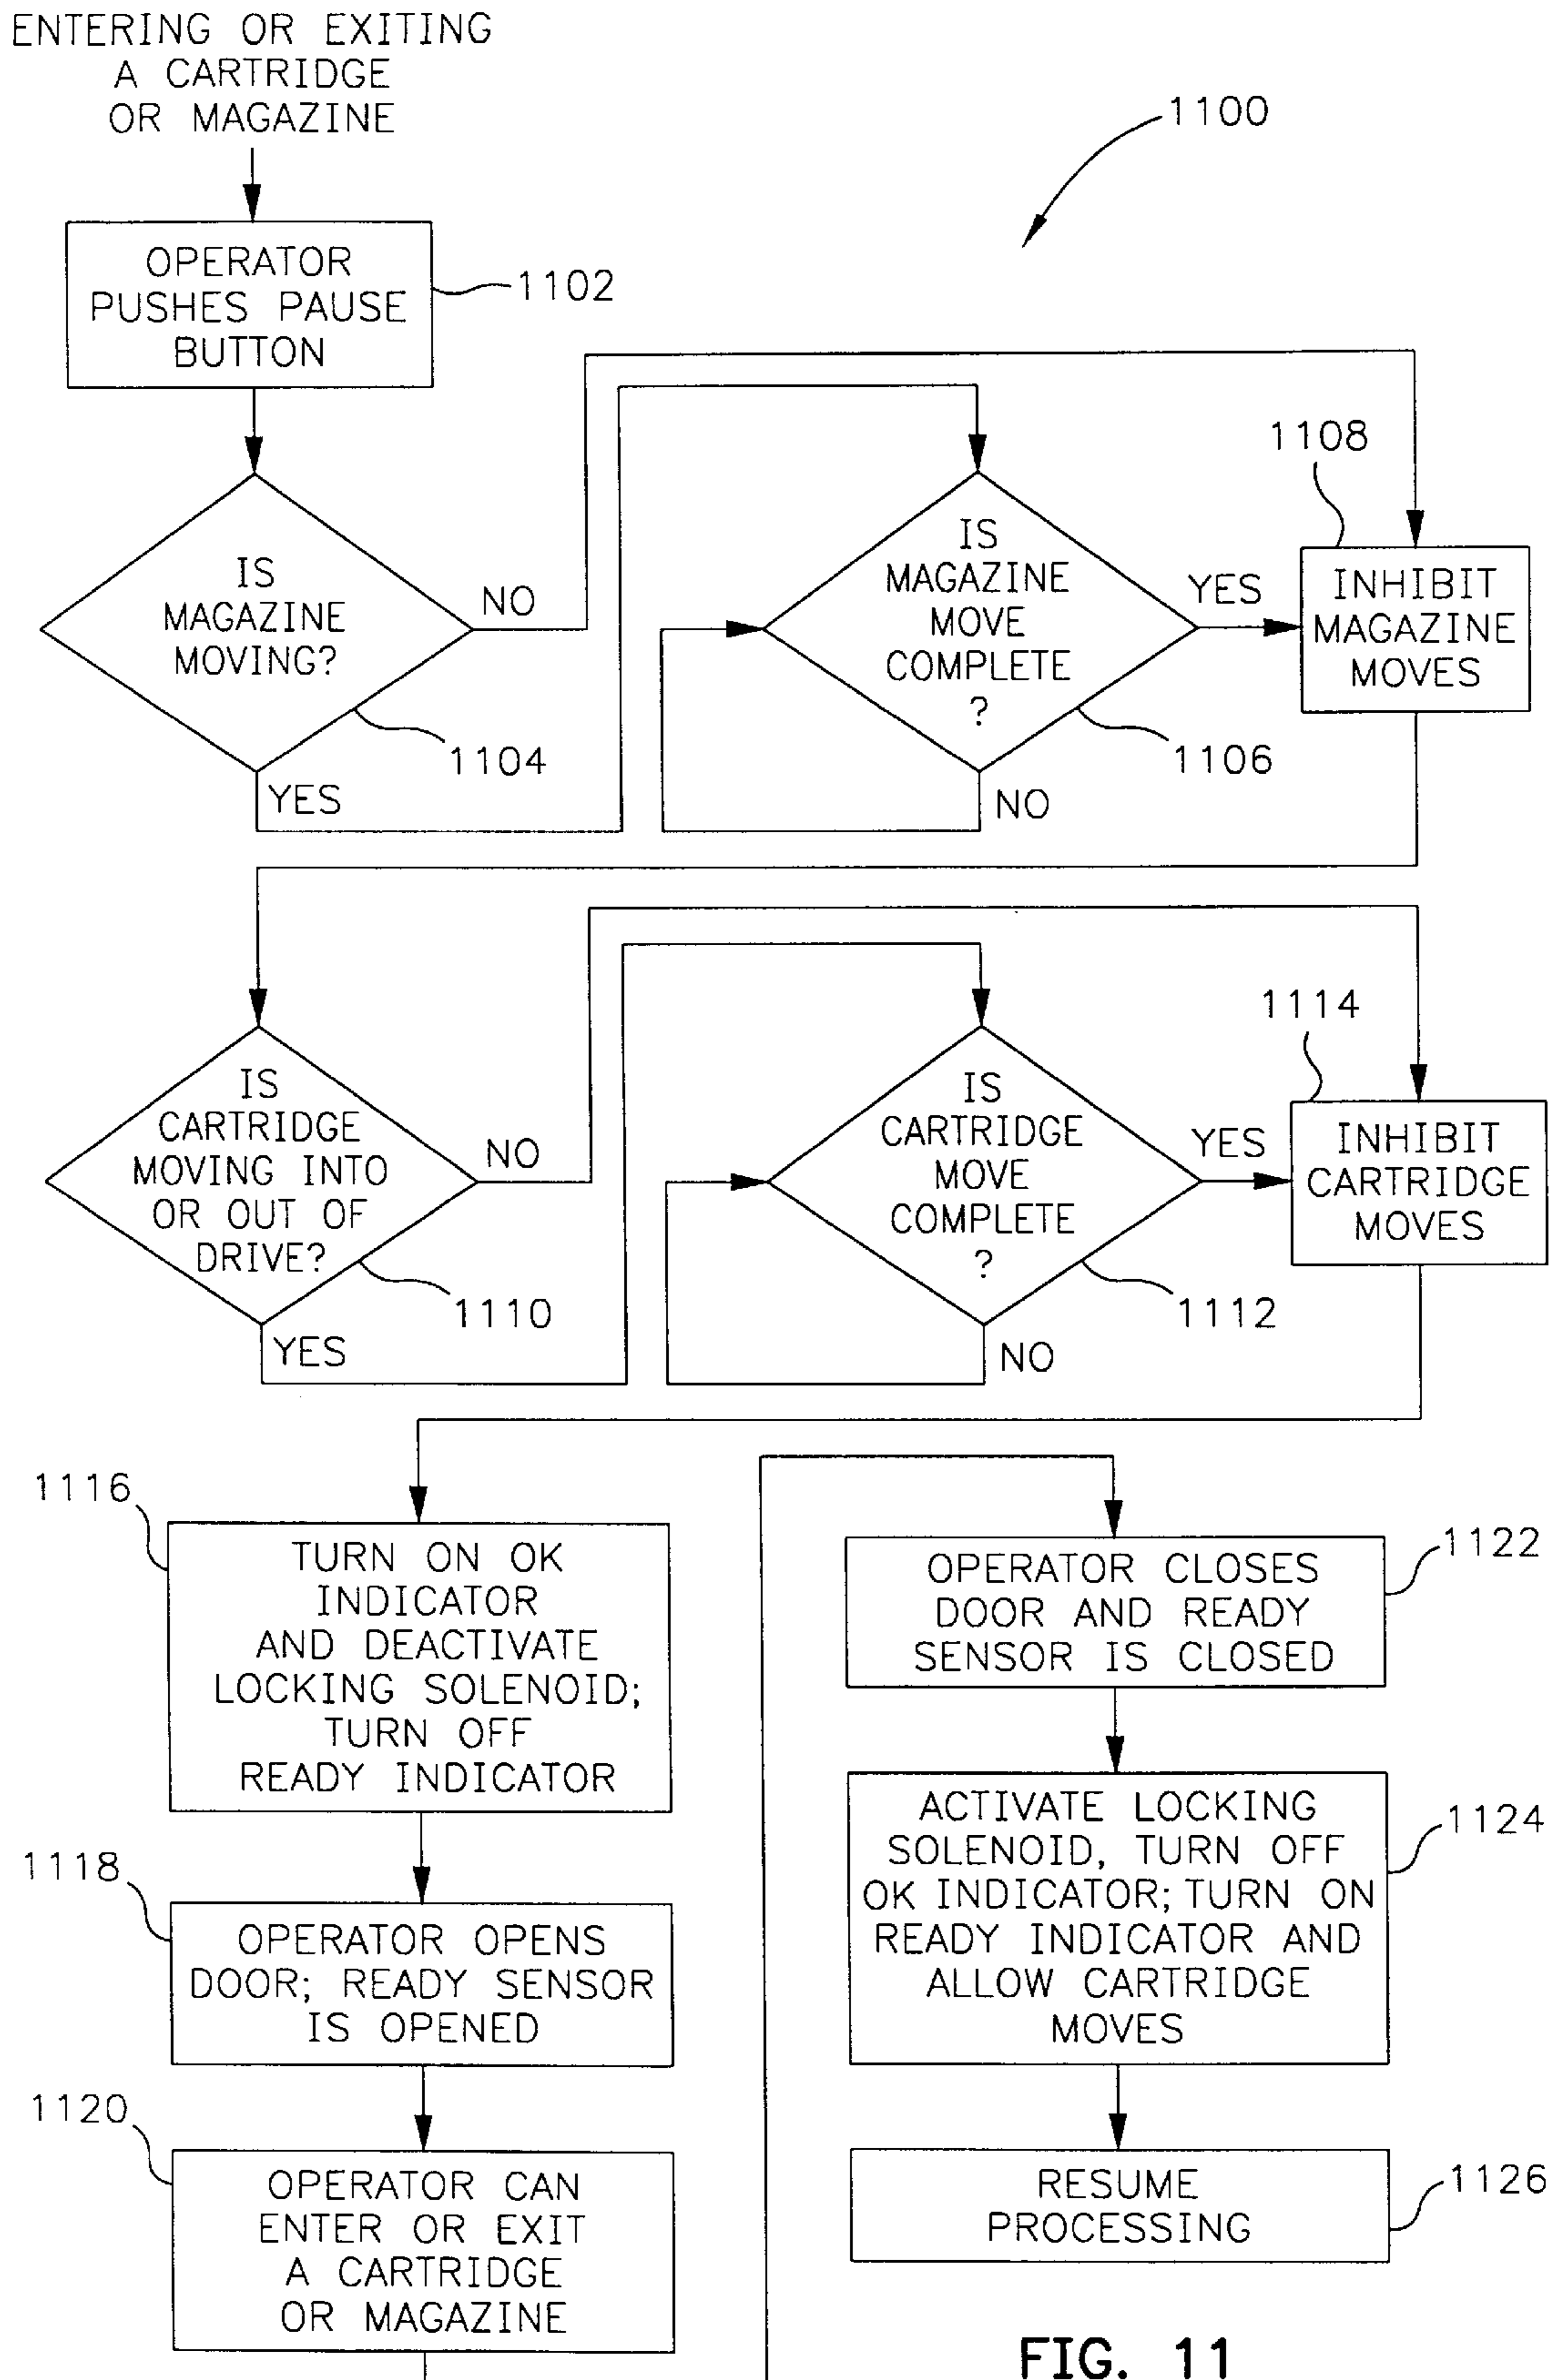 ENTERING OR EXITING
A CARTRIDGE
OR MAGAZINE
1100
OPERATOR
PUSHES PAUSE
BUTTON
1102
IS
MAGAZINE
MOVING?
NO
YES
1104
IS
MAGAZINE
MOVE
COMPLETE
?
YES
NO
1106
1108
INHIBIT
MAGAZINE
MOVES
IS
CARTRIDGE
MOVING INTO
OR OUT OF
DRIVE?
NO
YES
1110
IS
CARTRIDGE
MOVE
COMPLETE
?
YES
NO
1112
1114
INHIBIT
CARTRIDGE
MOVES
1116
TURN ON OK
INDICATOR
AND DEACTIVATE
LOCKING SOLENOID;
TURN OFF
READY INDICATOR
1118
OPERATOR OPENS
DOOR; READY SENSOR
IS OPENED
1120
OPERATOR CAN
ENTER OR EXIT
A CARTRIDGE
OR MAGAZINE
1122
OPERATOR CLOSES
DOOR AND READY
SENSOR IS CLOSED
1124
ACTIVATE LOCKING
SOLENOID, TURN OFF
OK INDICATOR; TURN ON
READY INDICATOR AND
ALLOW CARTRIDGE
MOVES
RESUME
PROCESSING
1126
FIG. 11